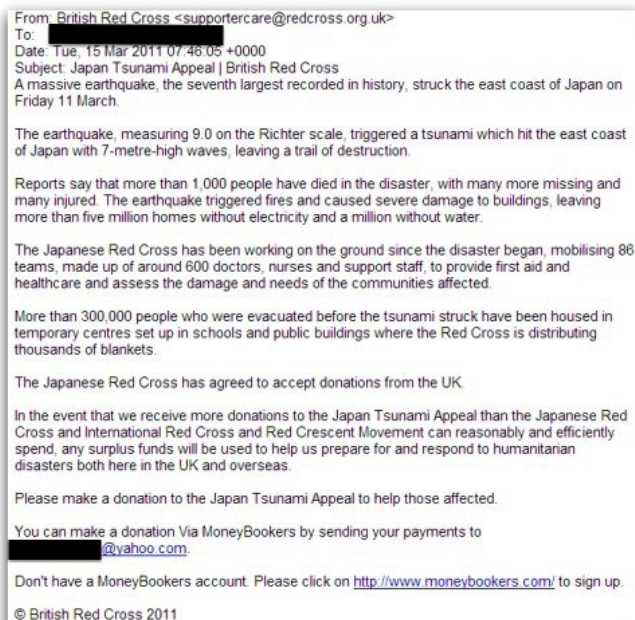 From: British Red Cross <supportercare@redcross.org.uk>
To:
Date: Tue, 15 Mar 2011 07:46:05 +0000
Subject: Japan Tsunami Appeal | British Red Cross
A massive earthquake, the seventh largest recorded in history, struck the east coast of Japan on
Friday 11 March.
The earthquake, measuring 9.0 on the Richter scale, triggered a tsunami which hit the east coast
of Japan with 7-metre-high waves, leaving a trail of destruction.
Reports say that more than 1,000 people have died in the disaster, with many more missing and
many injured. The earthquake triggered fires and caused severe damage to buildings, leaving
more than five million homes without electricity and a million without water.
The Japanese Red Cross has been working on the ground since the disaster began, mobilising 86
teams, made up of around 600 doctors, nurses and support staff, to provide first aid and
healthcare and assess the damage and needs of the communities affected.
More than 300,000 people who were evacuated before the tsunami struck have been housed in
temporary centres set up in schools and public buildings where the Red Cross is distributing
thousands of blankets.
The Japanese Red Cross has agreed to accept donations from the UK.
In the event that we receive more donations to the Japan Tsunami Appeal than the Japanese Red
Cross and International Red Cross and Red Crescent Movement can reasonably and efficiently
spend, any surplus funds will be used to help us prepare for and respond to humanitarian
disasters both here in the UK and overseas.
Please make a donation to the Japan Tsunami Appeal to help those affected.
You can make a donation Via MoneyBookers by sending your payments to
@yahoo.com.
Don't have a MoneyBookers account. Please click on http://www.moneybookers.com/ to sign up.
© British Red Cross 2011